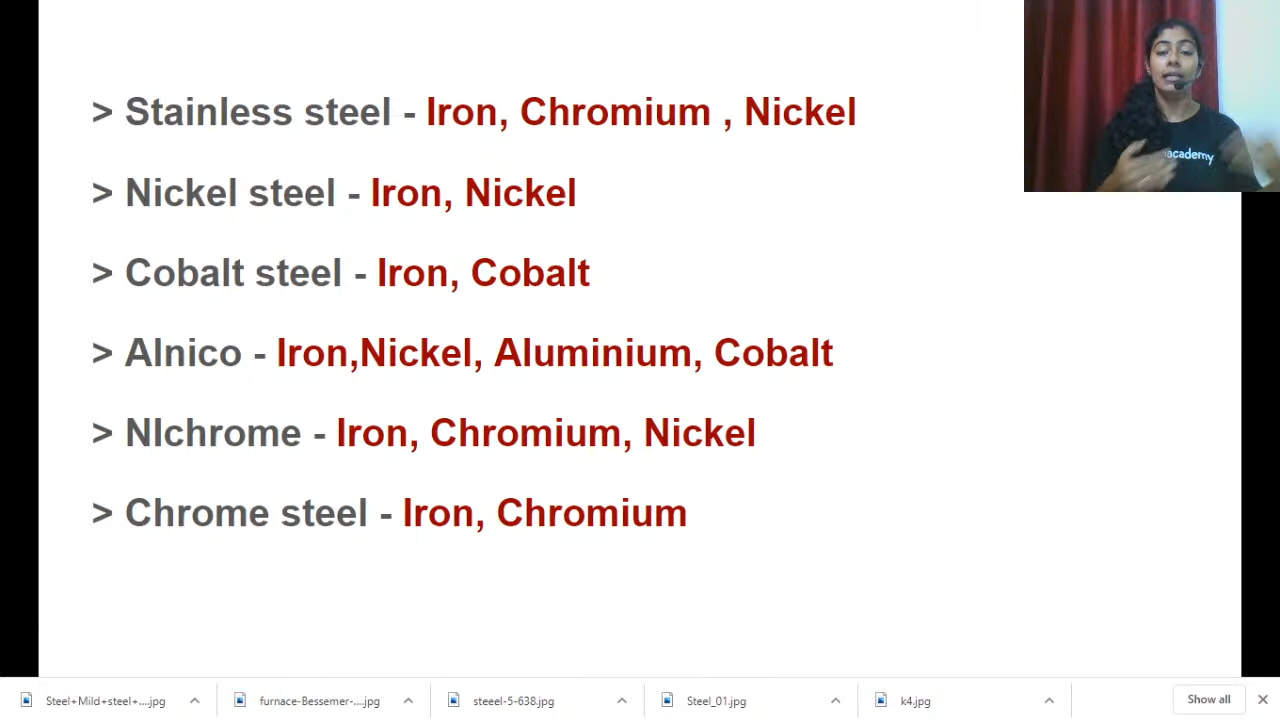 > Stainless steel - Iron, Chromium , Nickel
> Nickel steel - Iron, Nickel
> Cobalt steel - Iron, Cobalt
> Alnico - Iron,Nickel, Aluminium, Cobalt
> NIchrome - Iron, Chromium, Nickel
> Chrome steel - Iron, Chromium
academy
Steel+Mild+steel+....jpg
furnace-Bessemer-....jpg
steeel-5-638.jpg
Steel_01.jpg
k4.jpg
Show all